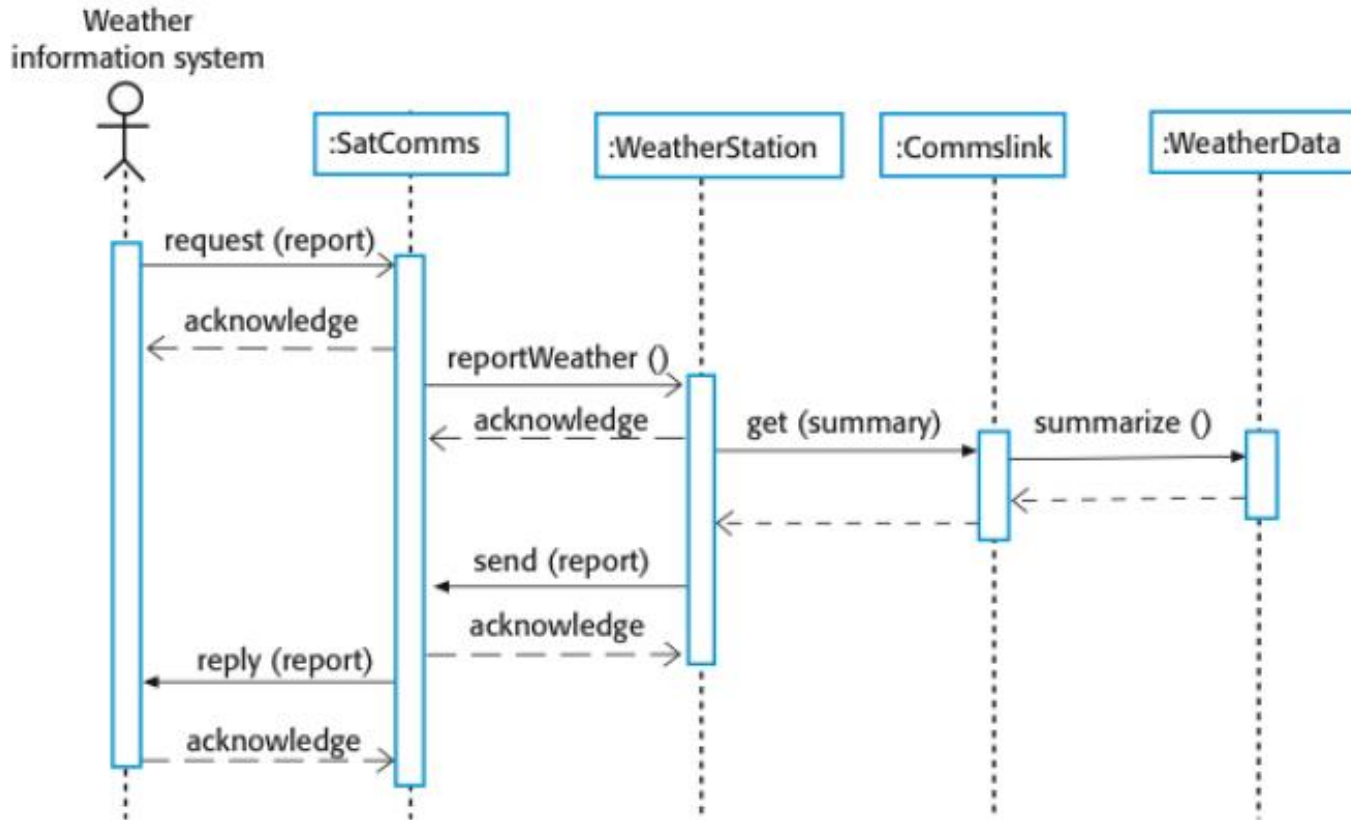 Weather
information system
:SatComms
:WeatherStation
:Commslink
:WeatherData
request (report)
acknowledge
reportWeather ()
acknowledge
get (summary)
summarize ()
send (report)
acknowledge
reply (report)
acknowledge